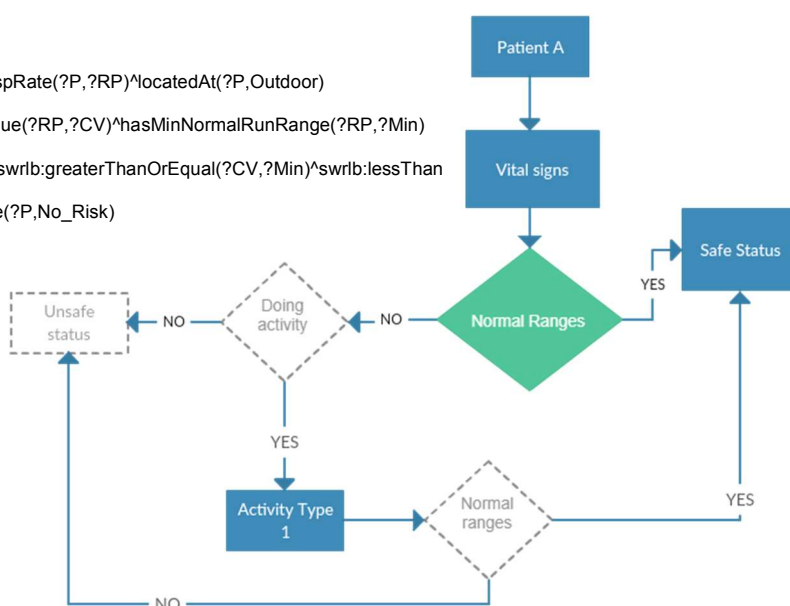 Patient A
spRate(?P,?RP)^locatedAt(?P,Outdoor)
ue(?RP,?CV)^hasMinNormalRunRange(?RP,?Min)
swrlb:greaterThanOrEqual(?CV,?Min)^swrlb:lessThan
e(?P,No_Risk)
Vital signs
Safe Status
YES
Normal Ranges
NO
Doing
activity
NO
Unsafe
status
YES
Activity Type
1
Normal
ranges
YES
NO